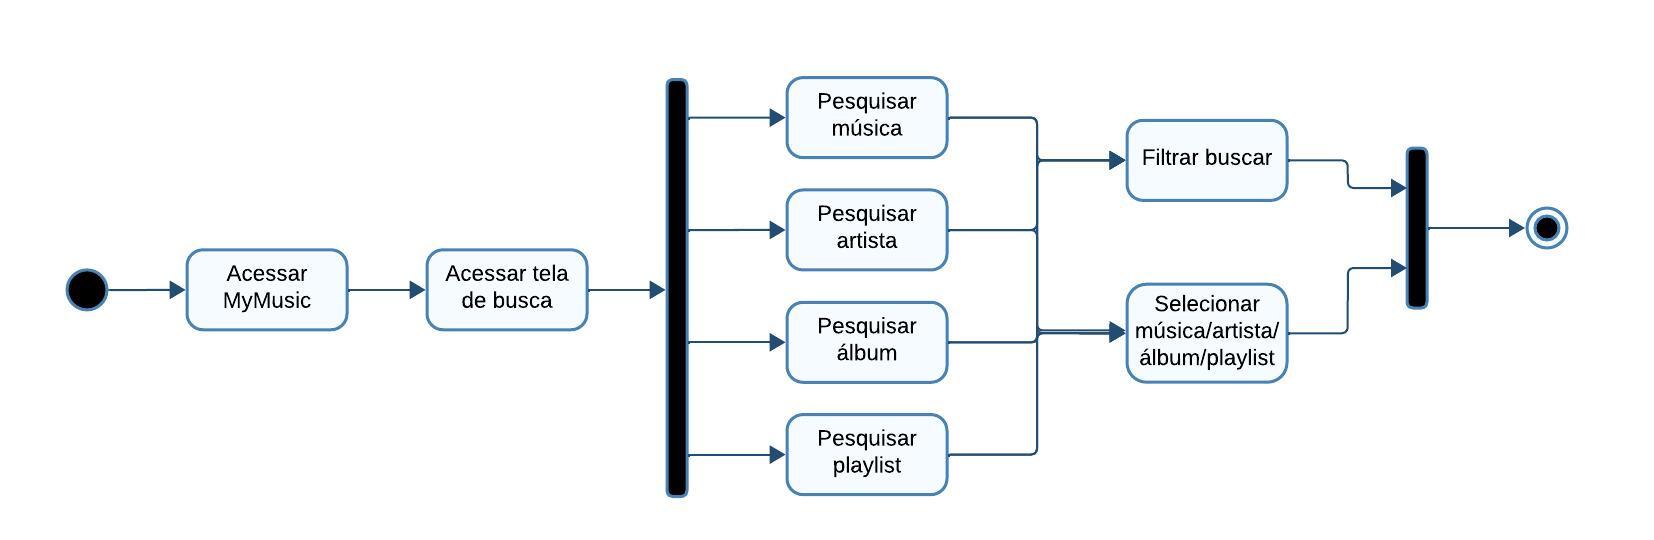 Acessar
MyMusic
Acessar tela
de busca
Pesquisar
música
Pesquisar
artista
Pesquisar
álbum
Pesquisar
playlist
Filtrar buscar
Selecionar
música/artista/
álbum/playlist